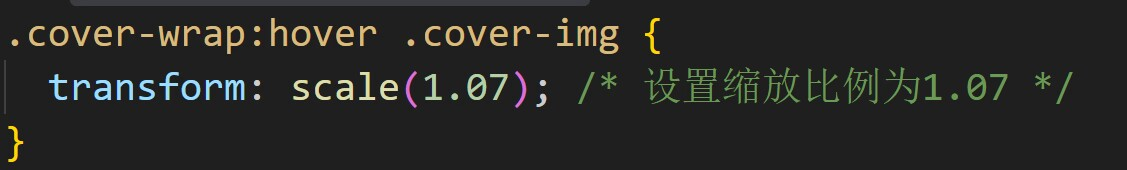 .cover-wrap:hover .cover-img {
  transform: scale(1.07); /* 设置缩放比例为1.07 */
}